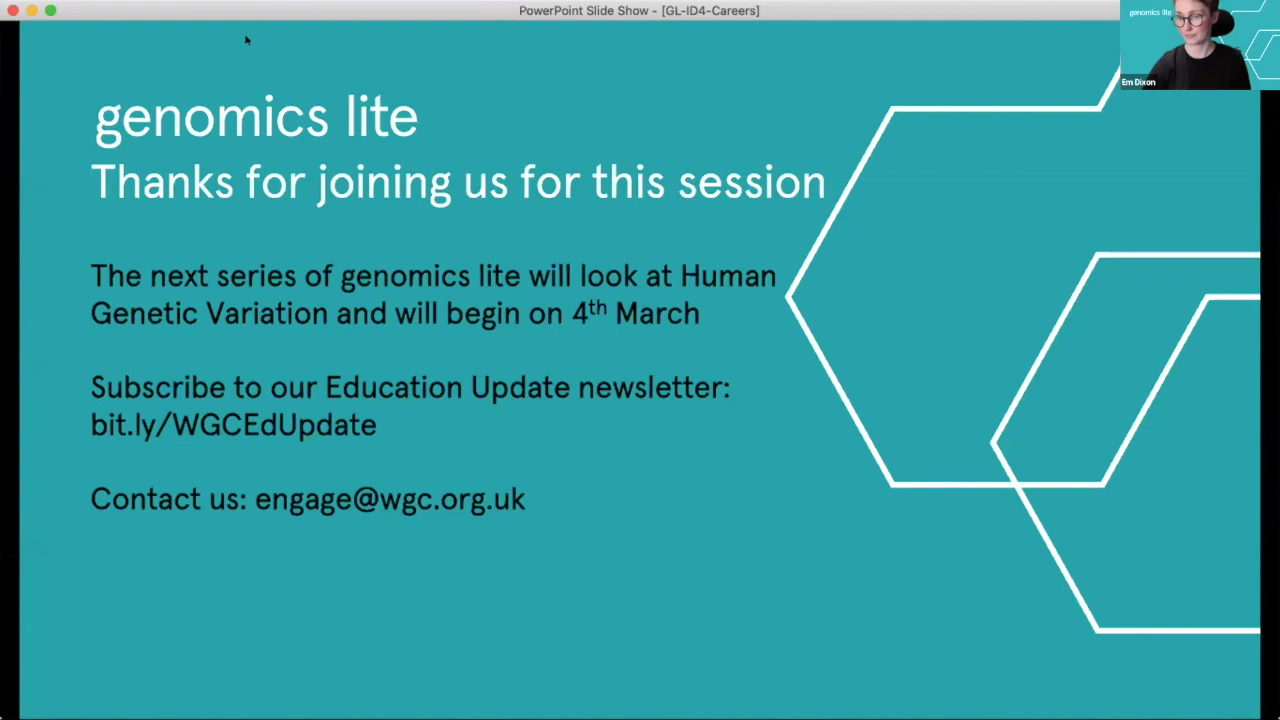 PowerPoint Slide Show - [GL-ID4-Careers]
genomics lite
Em Dixon
genomics lite
Thanks for joining us for this session
The next series of genomics lite will look at Human
Genetic Variation and will begin on 4th March
Subscribe to our Education Update newsletter:
bit.ly/WGCEdUpdate
Contact us: engage@wgc.org.uk